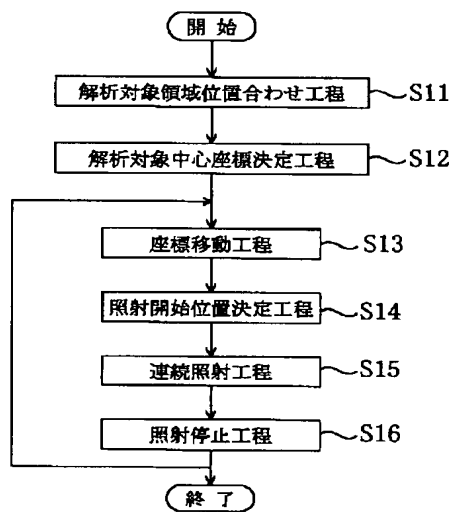 開始
解析対象領域位置合わせ工程 S11
解析対象中心座標決定工程 S12
座標移動工程 S13
照射開始位置決定工程 S14
連続照射工程 S15
照射停止工程 S16
終了